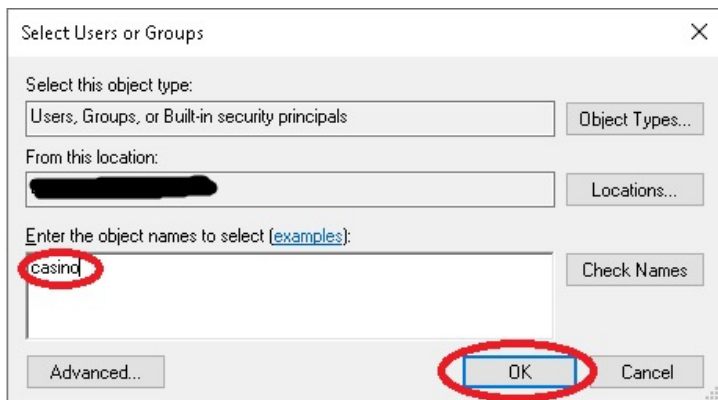 Select Users or Groups
Select this object type:
Users, Groups, or Built-in security principals
Object Types...
From this location:
Locations...
Enter the object names to select (examples):
casino
Check Names
Advanced...
OK
Cancel